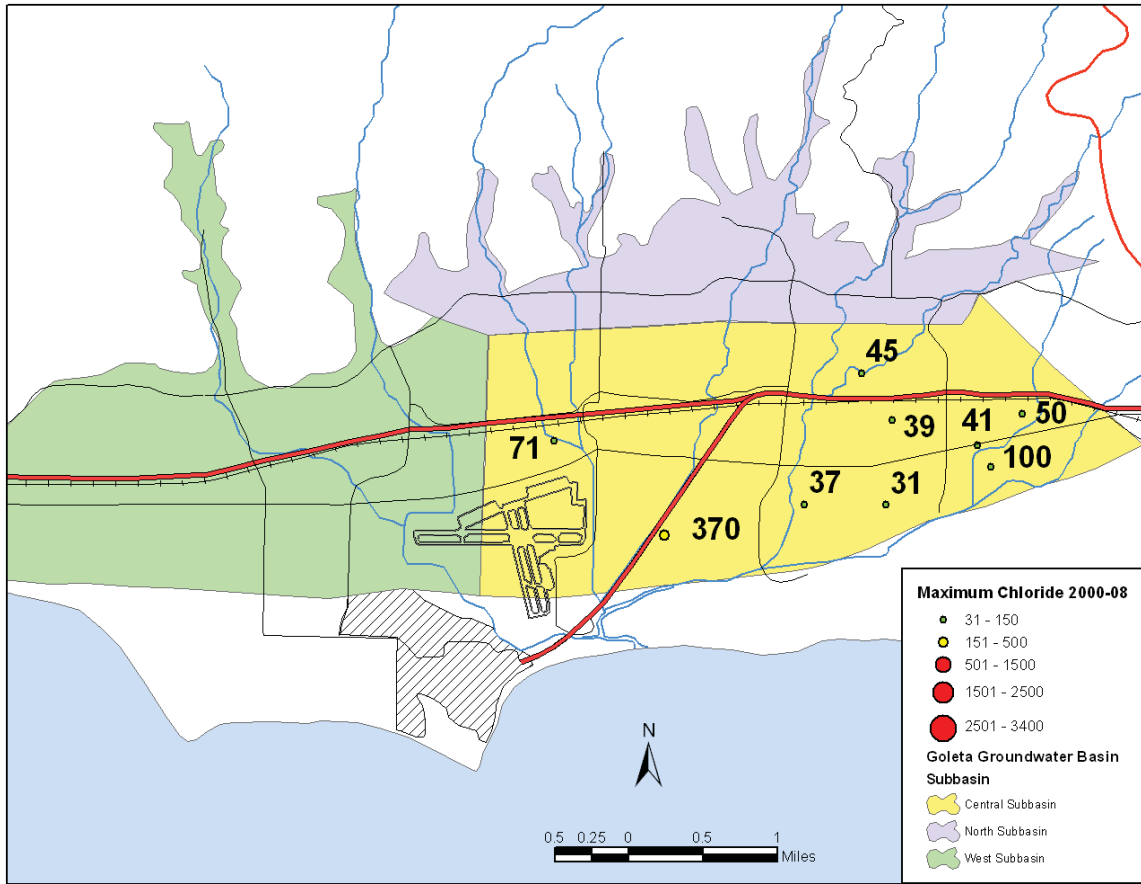 45
50
39
41
71
100
37
31
370
Maximum Chloride 2000-08
31 - 150
151 - 500
501 - 1500
1501 - 2500
2501 - 3400
Goleta Groundwater Basin
Subbasin
Central Subbasin
North Subbasin
West Subbasin
N
0.5 0.25 0 0.5 1
Miles